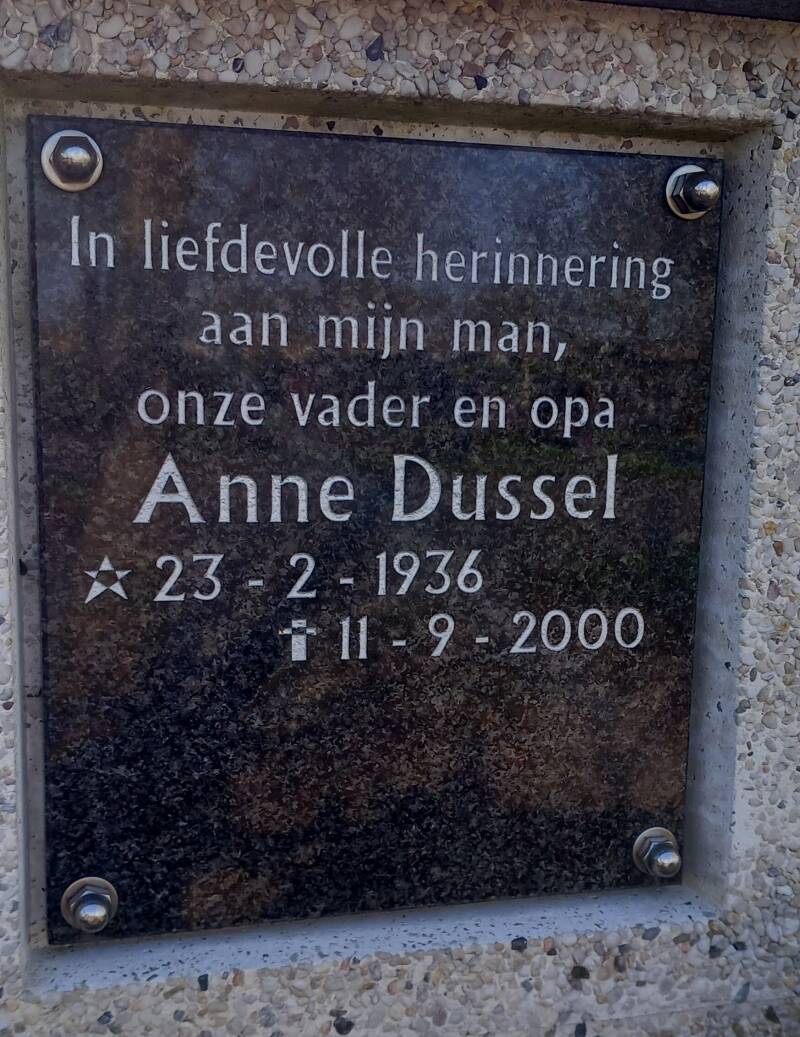 In liefdevolle herinnering
aan mijn man,
onze vader en opa
Anne Dussel
☆ 23 - 2 - 1936
✝ 11 - 9 - 2000